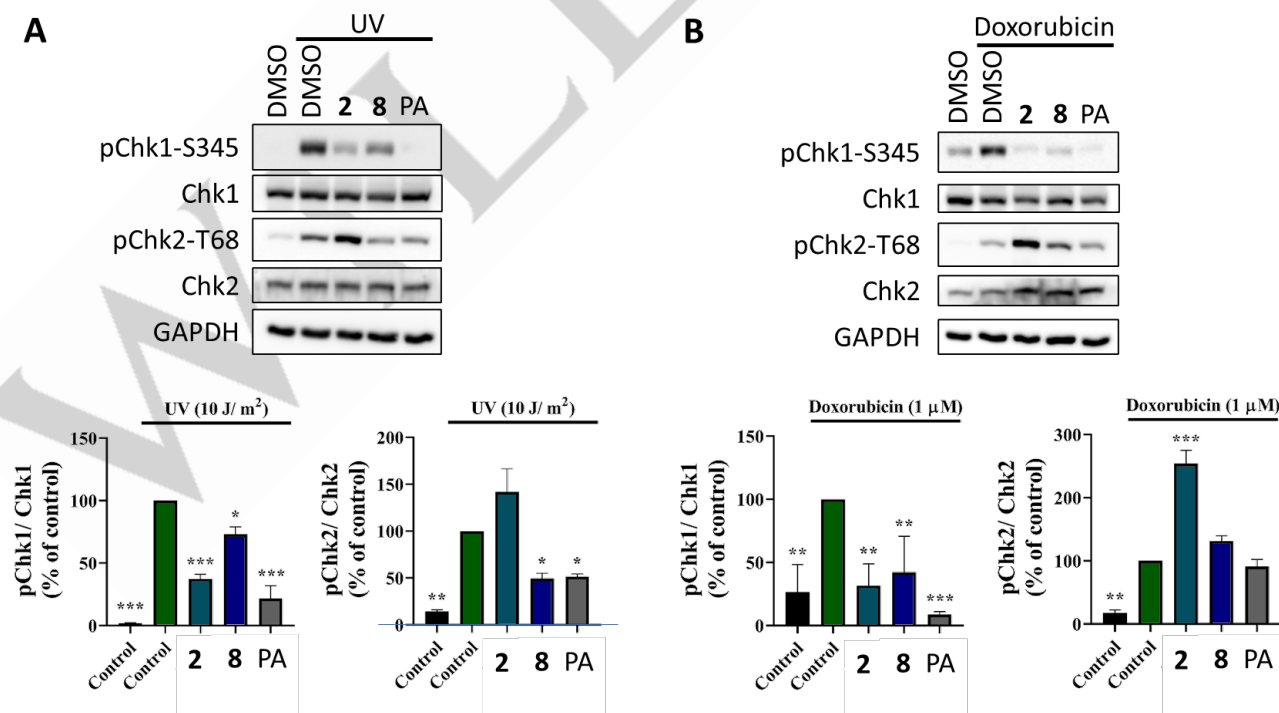 A
UV
DMSO
DMSO
2
8
PA
pChk1-S345
Chk1
pChk2-T68
Chk2
GAPDH
B
Doxorubicin
DMSO
DMSO
2
8
PA
pChk1-S345
Chk1
pChk2-T68
Chk2
GAPDH
UV (10 J/ m²)
pChk1/ Chk1
(% of control)
150
100
50
0
***
***
*
***
Control
Control
2
8
PA
UV (10 J/ m²)
pChk2/ Chk2
(% of control)
200
150
100
50
0
**
*
*
Control
Control
2
8
PA
Doxorubicin (1 μM)
pChk1/ Chk1
(% of control)
150
100
50
0
**
**
**
***
Control
Control
2
8
PA
Doxorubicin (1 μM)
pChk2/ Chk2
(% of control)
300
200
100
0
**
***
Control
Control
2
8
PA